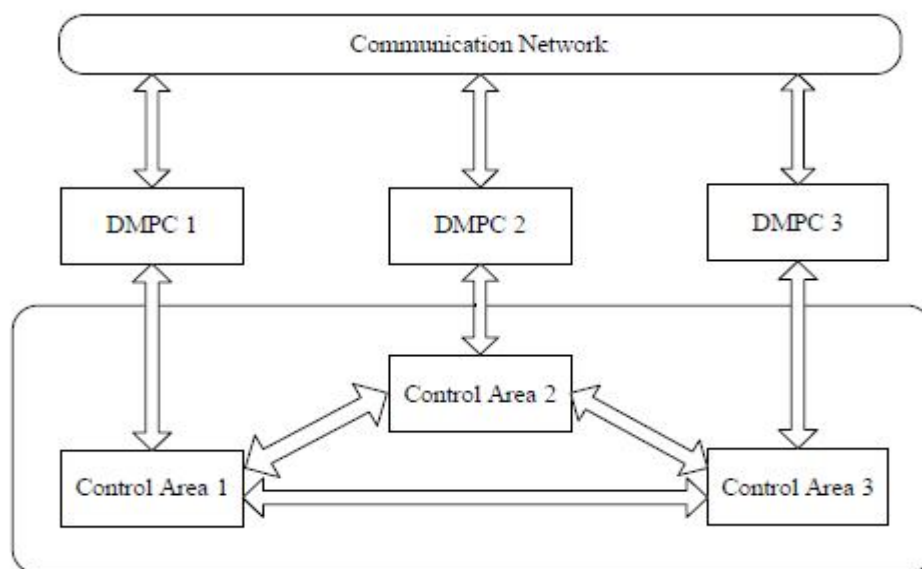 Communication Network
DMPC 1
DMPC 2
DMPC 3
Control Area 2
Control Area 1
Control Area 3